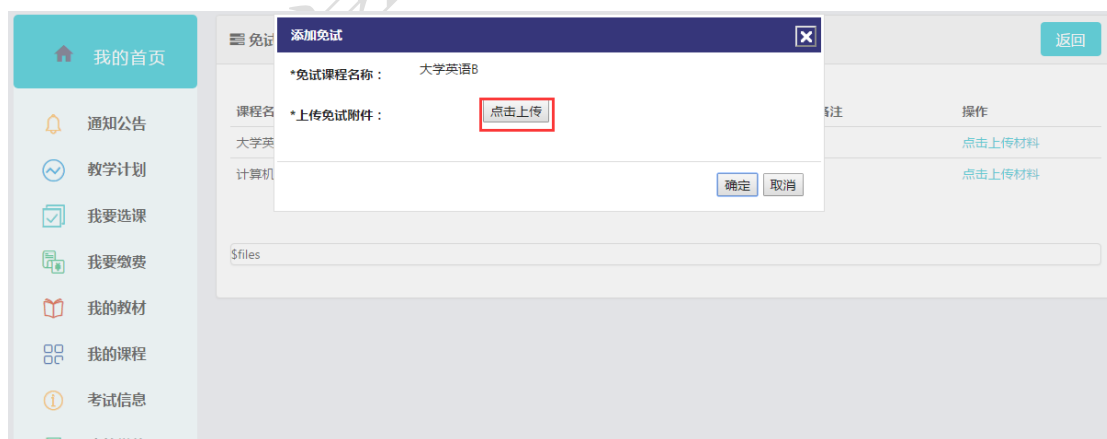 我的首页
通知公告
教学计划
我要选课
我要缴费
我的教材
我的课程
考试信息
免试
返回
课程名
备注
操作
大学英
点击上传材料
计算机
点击上传材料
$files
添加免试
*免试课程名称：
大学英语B
*上传免试附件：
点击上传
确定
取消